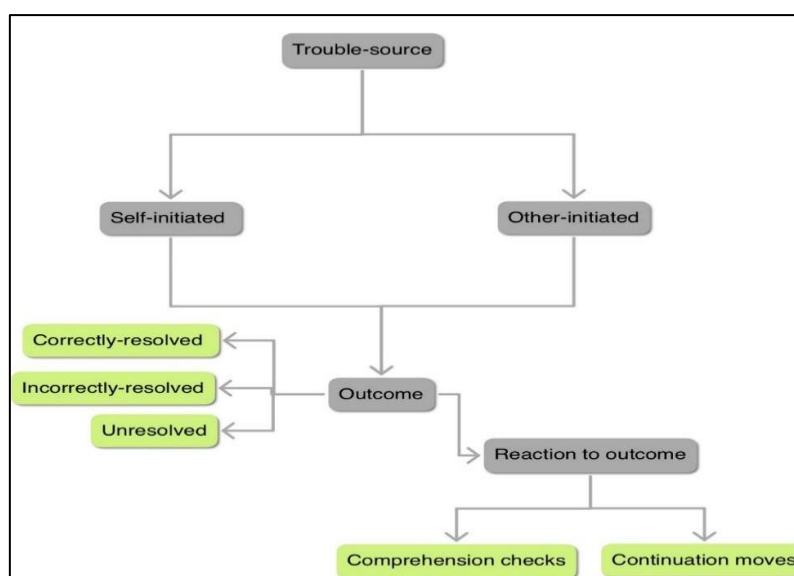 Trouble-source
Self-initiated
Other-initiated
Correctly-resolved
Incorrectly-resolved
Outcome
Unresolved
Reaction to outcome
Comprehension checks
Continuation moves